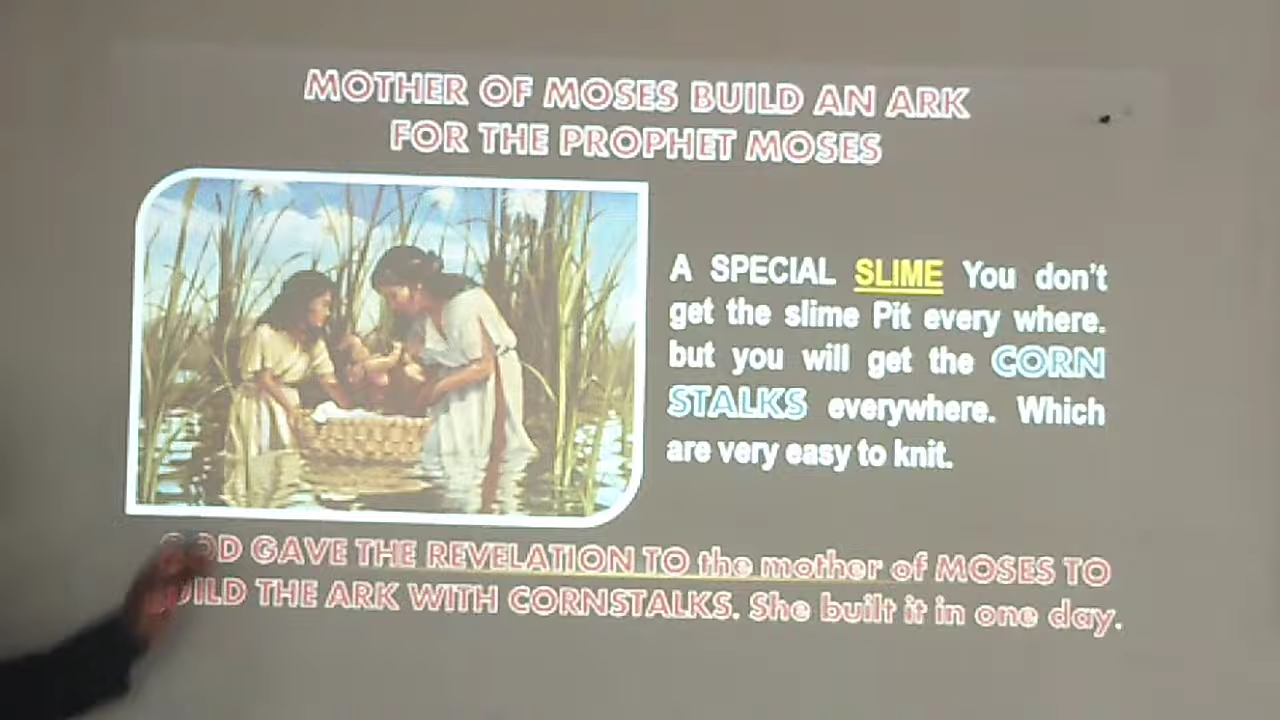 MOTHER OF MOSES BUILD AN ARK
FOR THE PROPHET MOSES
A SPECIAL SLIME You don't
get the slime Pit every where.
but you will get the CORN
STALKS everywhere. Which
are very easy to knit.
GOD GAVE THE REVELATION TO the mother of MOSES TO
BUILD THE ARK WITH CORNSTALKS. She built it in one day.